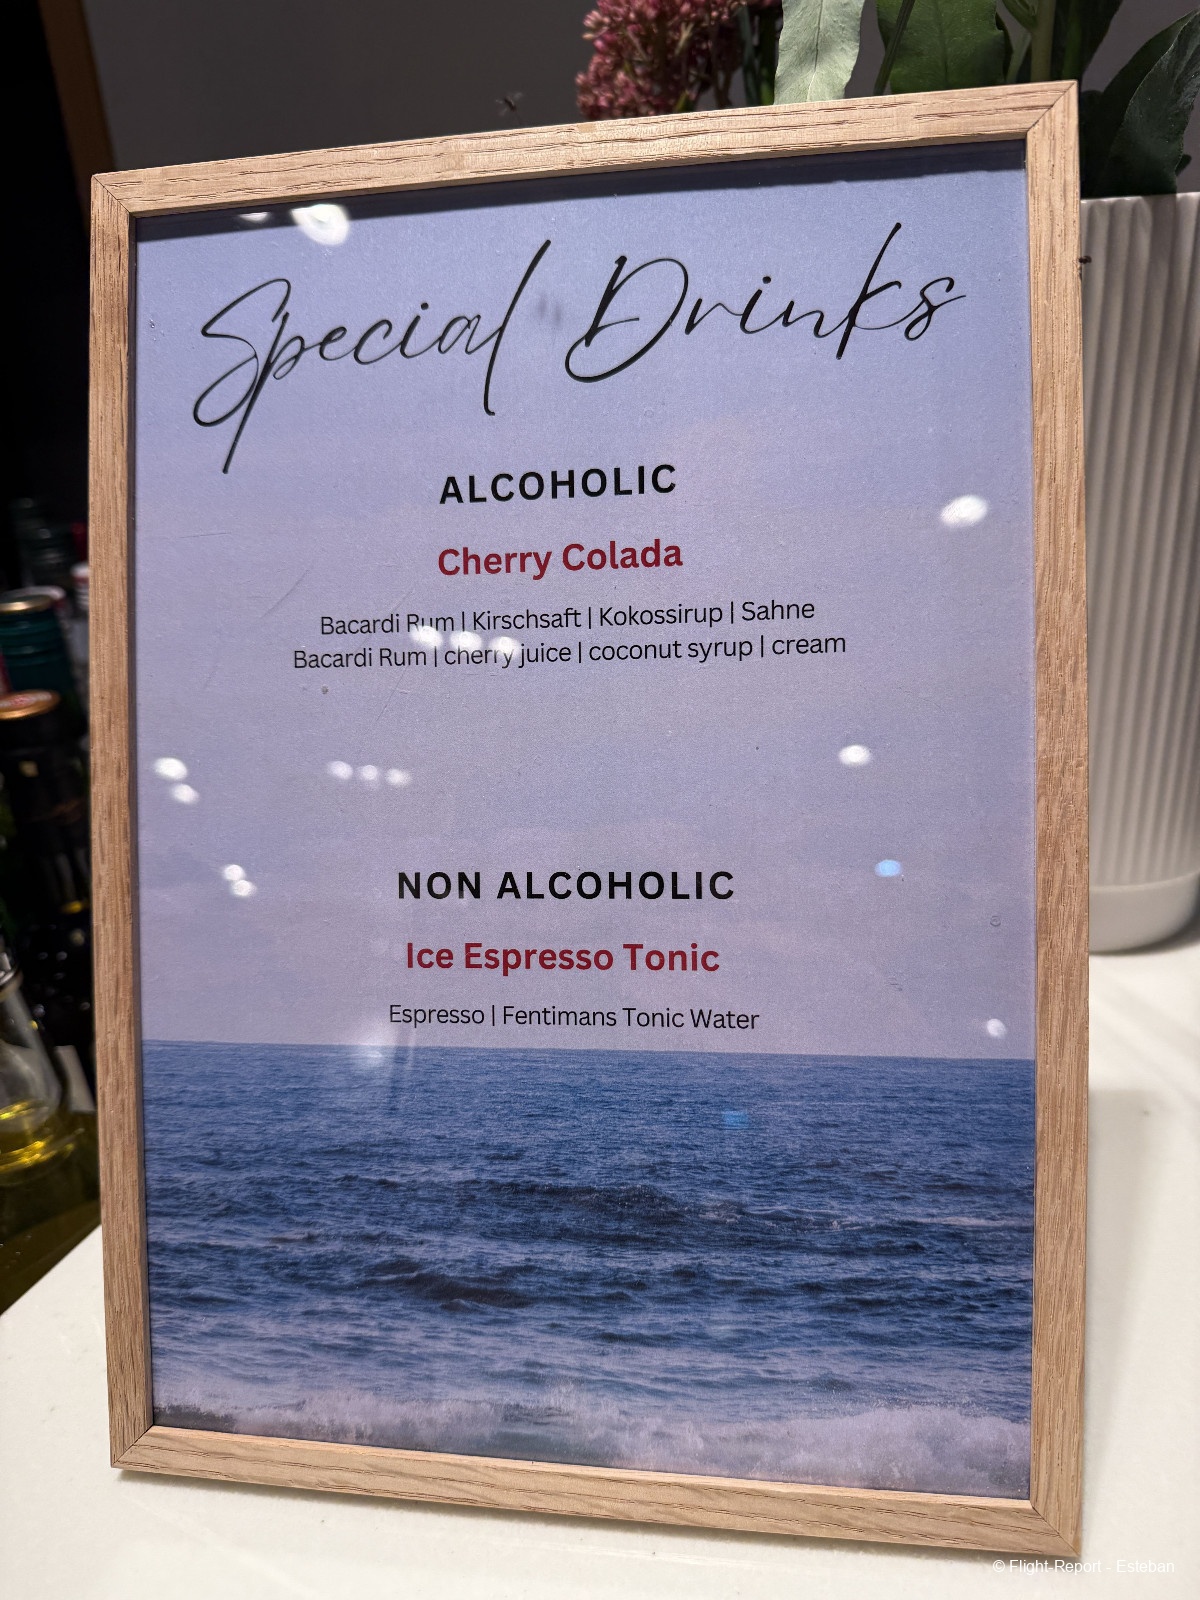 Special Drinks
ALCOHOLIC
Cherry Colada
Bacardi Rum | Kirschsaft | Kokossirup | Sahne
Bacardi Rum | cherry juice | coconut syrup | cream
NON ALCOHOLIC
Ice Espresso Tonic
Espresso | Fentimans Tonic Water
© Flight-Report - Esteban